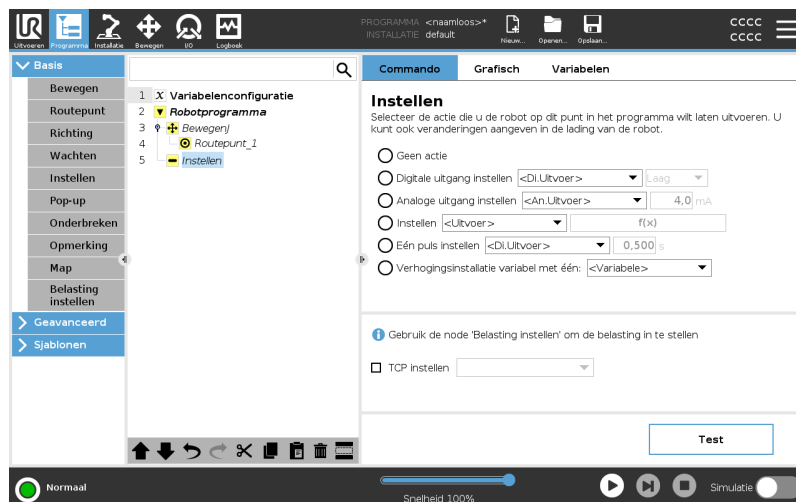 PROGRAMMA <naamloos>*
INSTALLATIE default
CCCC
CCCC
Uitvoeren Programma Installatie Bewegen I/O Logboek Nieuw... Openen... Opslaan...
Basis
Bewegen
Routepunt
Richting
Wachten
Instellen
Pop-up
Onderbreken
Opmerking
Map
Belasting
instellen
Geavanceerd
Sjablonen
1 X Variabelenconfiguratie
2 Robotprogramma
3 BewegenJ
4 Routepunt_1
5 Instellen
Commando Grafisch Variabelen
Instellen
Selecteer de actie die u de robot op dit punt in het programma wilt laten uitvoeren. U
kunt ook veranderingen aangeven in de lading van de robot.
Geen actie
Digitale uitgang instellen <Di.Uitvoer> Laag
Analoge uitgang instellen <An.Uitvoer> 4,0 mA
Instellen <Uitvoer> f(x)
Eén puls instellen <Di.Uitvoer> 0,500 s
Verhogingsinstallatie variabel met één: <Variabele>
Gebruik de node 'Belasting instellen' om de belasting in te stellen
TCP instellen
Test
Normaal
Snelheid 100%
Simulatie